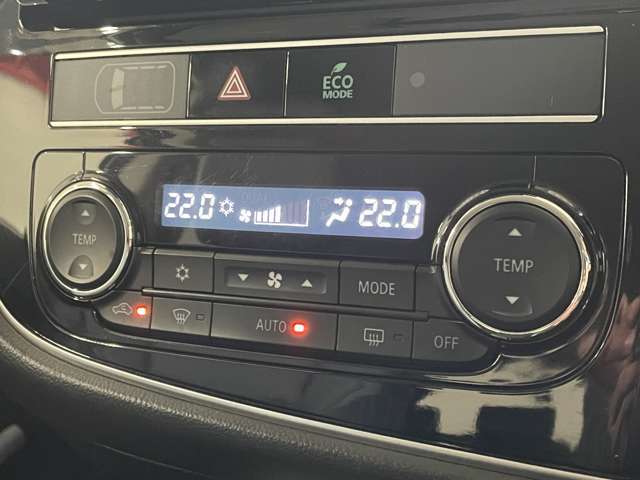 ECO
MODE
22.0 22.0
TEMP
TEMP
MODE
AUTO
OFF